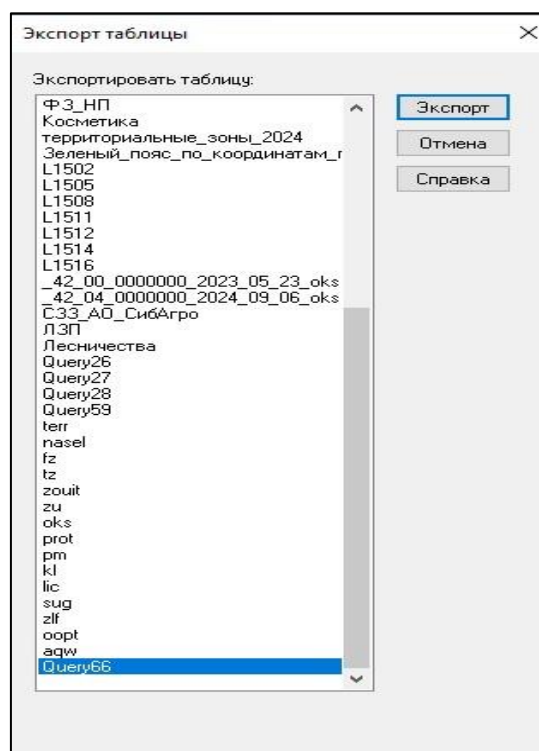 Экспорт таблицы
Экспортировать таблицу:
ФЗ_НП
Косметика
территориальные_зоны_2024
Зеленый_пояс_по_координатам_г
L1502
L1505
L1508
L1511
L1512
L1514
L1516
_42_00_0000000_2023_05_23_oks
_42_04_0000000_2024_09_06_oks
СЗЗ_АО_СибАгро
ЛЗП
Лесничества
Query26
Query27
Query28
Query59
terr
nasel
fz
tz
zouit
zu
oks
prot
pm
kl
lic
sug
zlf
oopt
aqw
Query66
Экспорт
Отмена
Справка